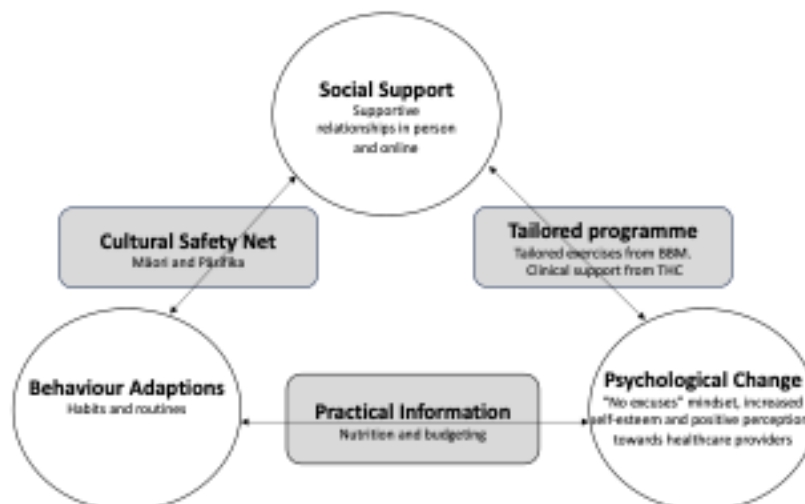 Social Support
Supportive
relationships in person
and online
Cultural Safety Net
Māori and Pasifika
Tailored programme
Tailored exercises from BBM.
Clinical support from THC
Behaviour Adaptions
Habits and routines
Practical Information
Nutrition and budgeting
Psychological Change
"No excuses" mindset, increased
self-esteem and positive perception
towards healthcare providers